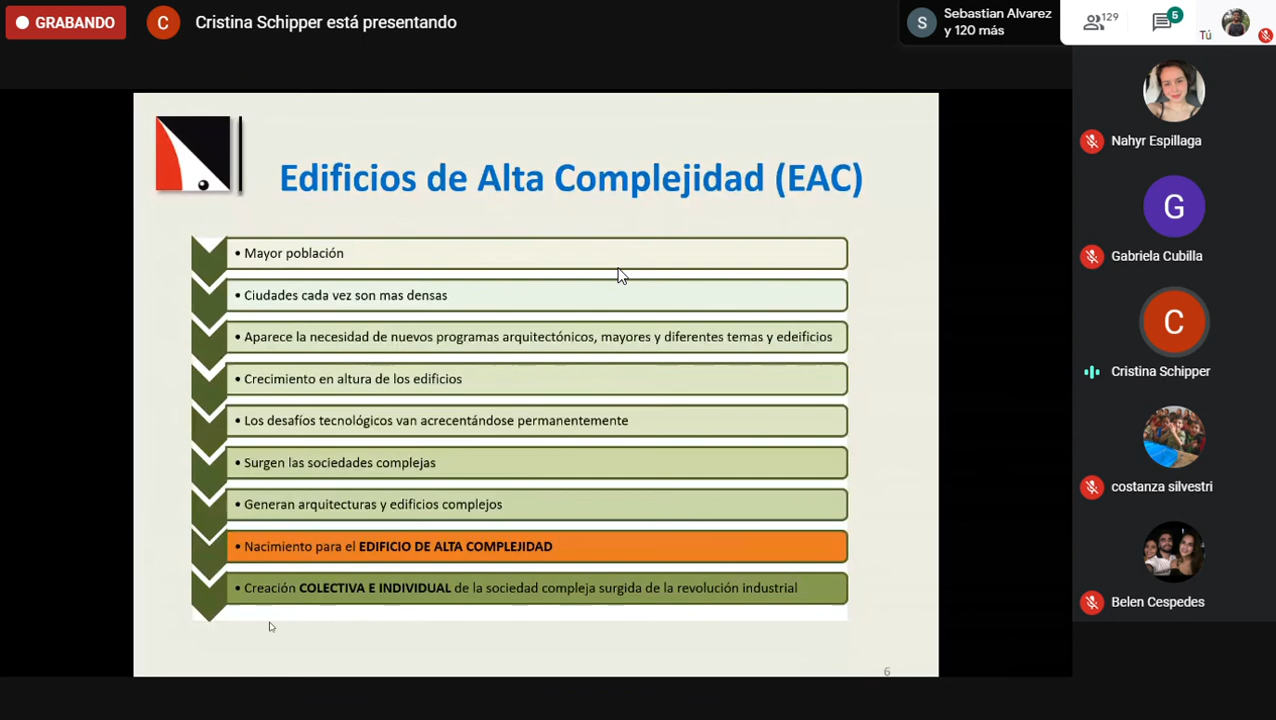 GRABANDO
C
Cristina Schipper está presentando
S
Sebastian Alvarez
y 120 más
129
5
Tú
Edificios de Alta Complejidad (EAC)
• Mayor población
• Ciudades cada vez son mas densas
• Aparece la necesidad de nuevos programas arquitectónicos, mayores y diferentes temas y edeificios
• Crecimiento en altura de los edificios
• Los desafíos tecnológicos van acrecentándose permanentemente
• Surgen las sociedades complejas
• Generan arquitecturas y edificios complejos
• Nacimiento para el EDIFICIO DE ALTA COMPLEJIDAD
• Creación COLECTIVA E INDIVIDUAL de la sociedad compleja surgida de la revolución industrial
6
Nahyr Espillaga
G
Gabriela Cubilla
C
Cristina Schipper
costanza silvestri
Belen Cespedes